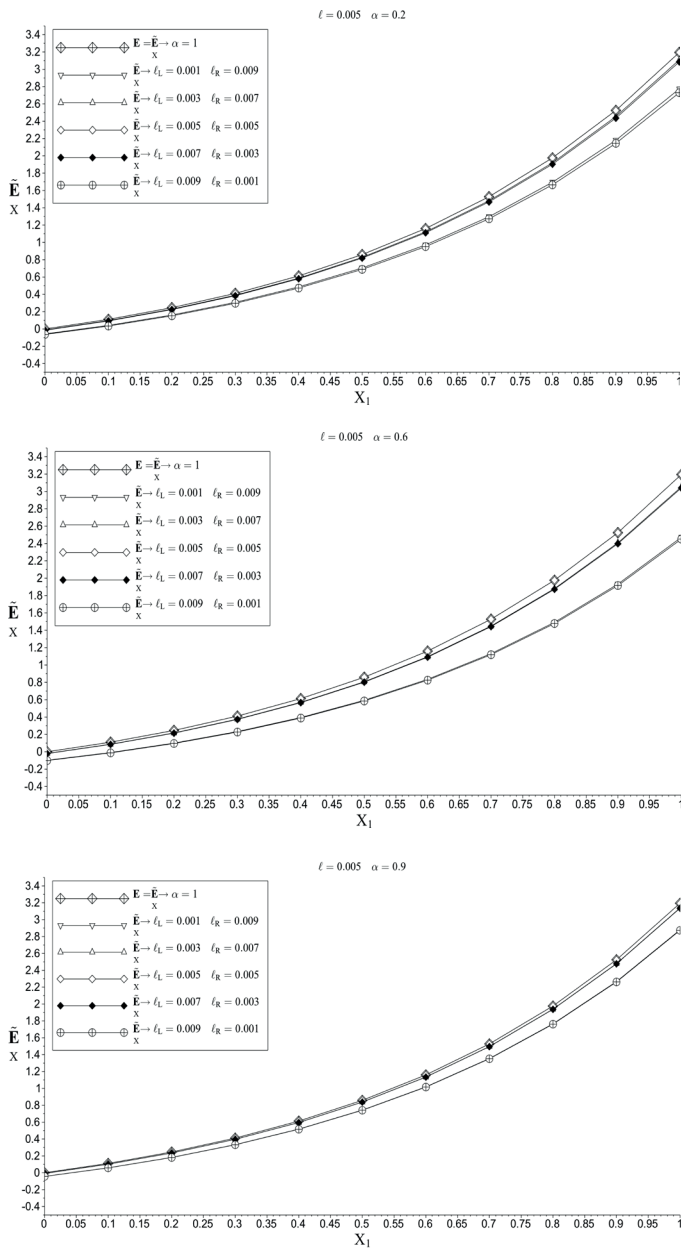 ℓ = 0.005 α = 0.2
E = Ẽ → α = 1
X
Ẽ → ℓL = 0.001 ℓR = 0.009
X
Ẽ → ℓL = 0.003 ℓR = 0.007
X
Ẽ → ℓL = 0.005 ℓR = 0.005
X
Ẽ → ℓL = 0.007 ℓR = 0.003
X
Ẽ → ℓL = 0.009 ℓR = 0.001
X
3.4
3.2
3
2.8
2.6
2.4
2.2
2
1.8
1.6
1.4
1.2
1
0.8
0.6
0.4
0.2
0
-0.2
-0.4
Ẽ
X
0 0.05 0.1 0.15 0.2 0.25 0.3 0.35 0.4 0.45 0.5 0.55 0.6 0.65 0.7 0.75 0.8 0.85 0.9 0.95 1
X1
ℓ = 0.005 α = 0.6
E = Ẽ → α = 1
X
Ẽ → ℓL = 0.001 ℓR = 0.009
X
Ẽ → ℓL = 0.003 ℓR = 0.007
X
Ẽ → ℓL = 0.005 ℓR = 0.005
X
Ẽ → ℓL = 0.007 ℓR = 0.003
X
Ẽ → ℓL = 0.009 ℓR = 0.001
X
3.4
3.2
3
2.8
2.6
2.4
2.2
2
1.8
1.6
1.4
1.2
1
0.8
0.6
0.4
0.2
0
-0.2
-0.4
Ẽ
X
0 0.05 0.1 0.15 0.2 0.25 0.3 0.35 0.4 0.45 0.5 0.55 0.6 0.65 0.7 0.75 0.8 0.85 0.9 0.95 1
X1
ℓ = 0.005 α = 0.9
E = Ẽ → α = 1
X
Ẽ → ℓL = 0.001 ℓR = 0.009
X
Ẽ → ℓL = 0.003 ℓR = 0.007
X
Ẽ → ℓL = 0.005 ℓR = 0.005
X
Ẽ → ℓL = 0.007 ℓR = 0.003
X
Ẽ → ℓL = 0.009 ℓR = 0.001
X
3.4
3.2
3
2.8
2.6
2.4
2.2
2
1.8
1.6
1.4
1.2
1
0.8
0.6
0.4
0.2
0
-0.2
-0.4
Ẽ
X
0 0.05 0.1 0.15 0.2 0.25 0.3 0.35 0.4 0.45 0.5 0.55 0.6 0.65 0.7 0.75 0.8 0.85 0.9 0.95 1
X1